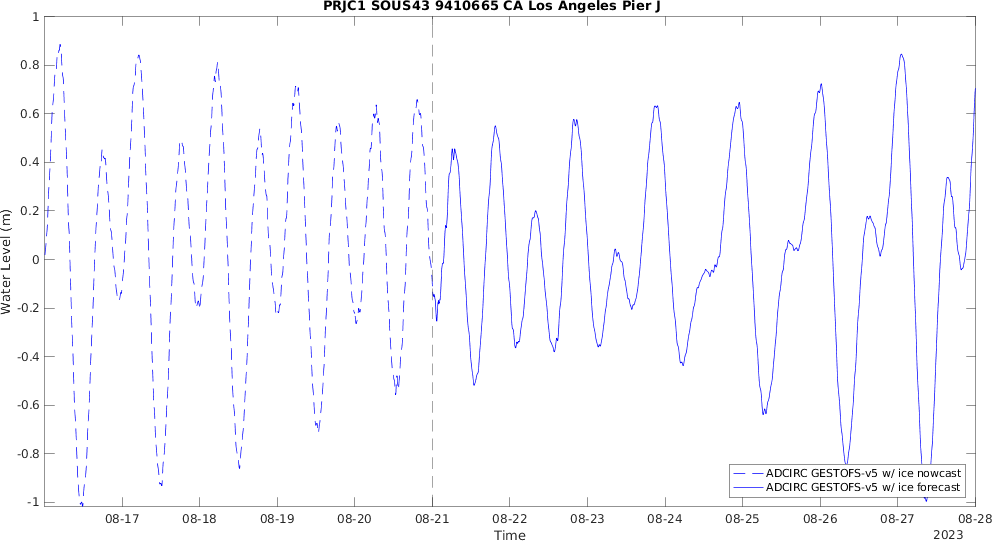 PRJC1 SOUS43 9410665 CA Los Angeles Pier J
1
0.8
0.6
0.4
0.2
0
-0.2
-0.4
-0.6
-0.8
-1
Water Level (m)
ADCIRC GESTOFS-v5 w/ ice nowcast
ADCIRC GESTOFS-v5 w/ ice forecast
08-17 08-18 08-19 08-20 08-21 08-22 08-23 08-24 08-25 08-26 08-27 08-28
Time
2023